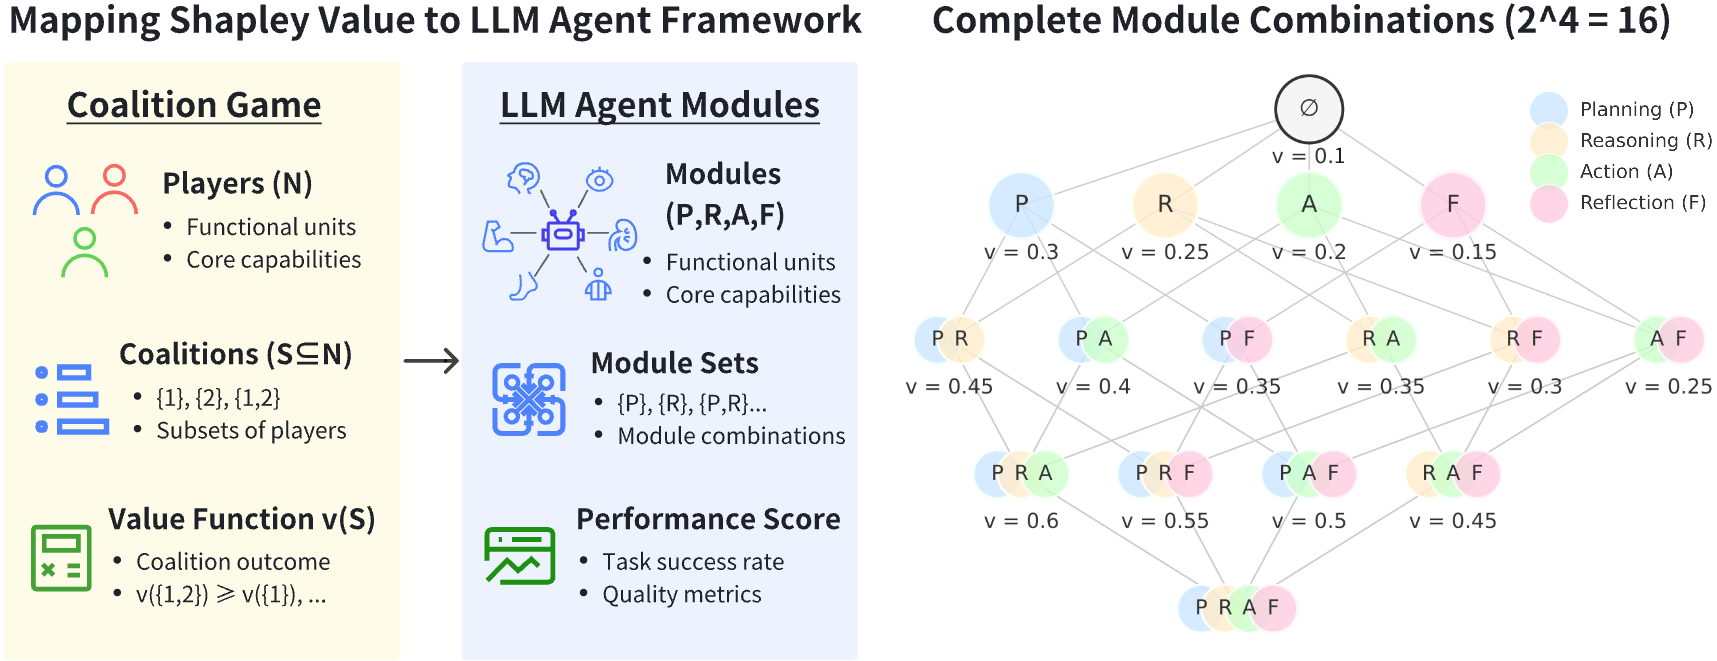 Mapping Shapley Value to LLM Agent Framework
Coalition Game
Players (N)
• Functional units
• Core capabilities
Coalitions (S⊆N)
• {1}, {2}, {1,2}
• Subsets of players
Value Function v(S)
• Coalition outcome
• v({1,2}) ⩾ v({1}), ...
LLM Agent Modules
Modules
(P,R,A,F)
• Functional units
• Core capabilities
Module Sets
• {P}, {R}, {P,R}...
• Module combinations
Performance Score
• Task success rate
• Quality metrics
Complete Module Combinations (2^4 = 16)
∅
v = 0.1
Planning (P)
Reasoning (R)
Action (A)
Reflection (F)
P R A F
v = 0.3 v = 0.25 v = 0.2 v = 0.15
P R P A P F R A R F A F
v = 0.45 v = 0.4 v = 0.35 v = 0.35 v = 0.3 v = 0.25
P R A P R F P A F R A F
v = 0.6 v = 0.55 v = 0.5 v = 0.45
P R A F